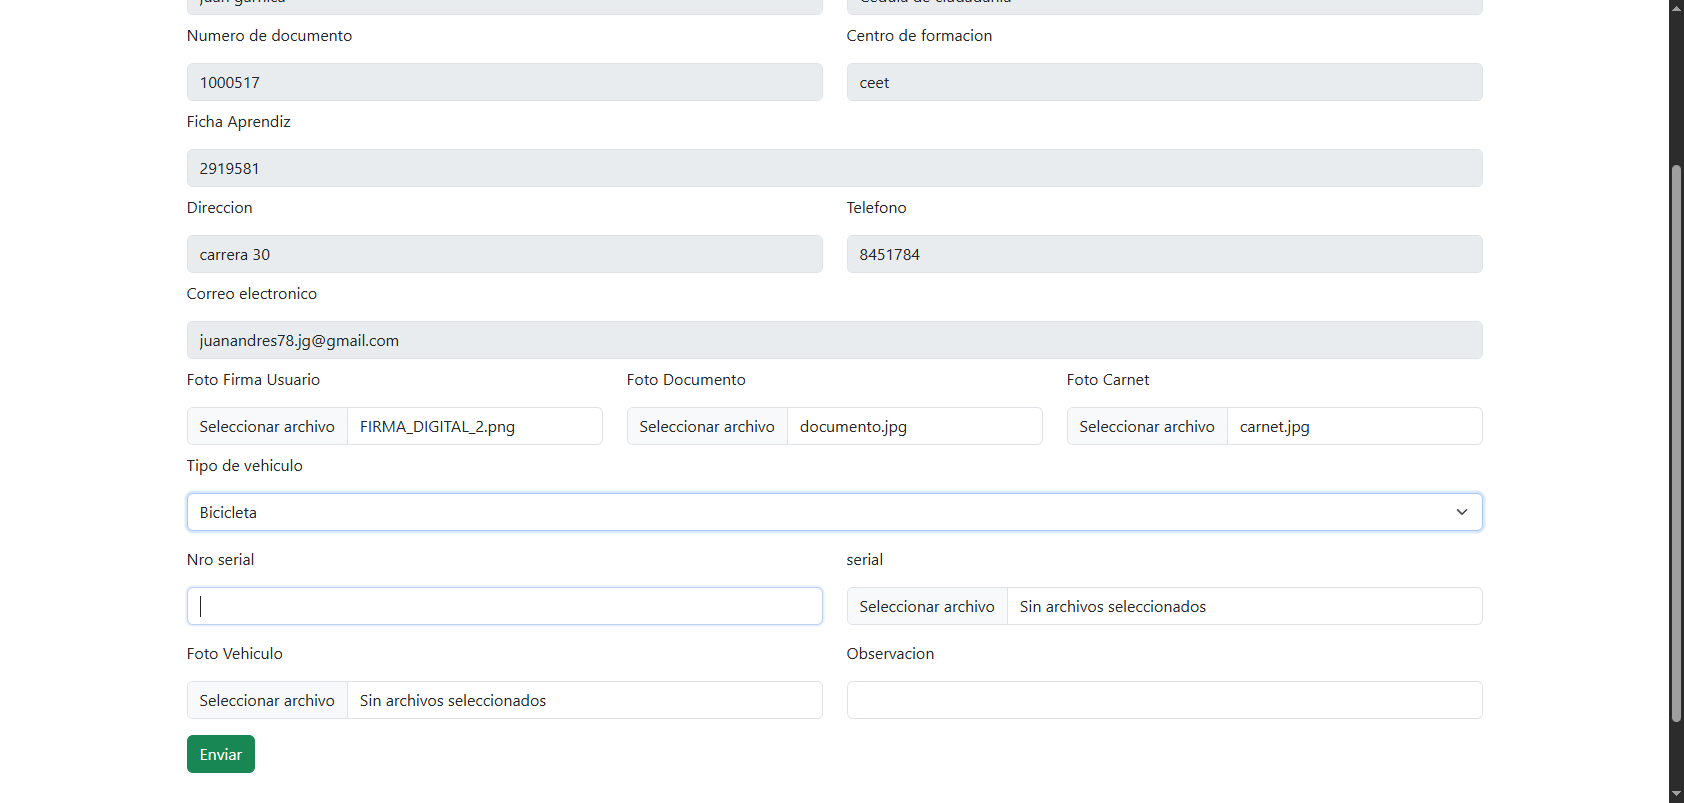 Numero de documento
Centro de formacion
1000517
ceet
Ficha Aprendiz
2919581
Direccion
Telefono
carrera 30
8451784
Correo electronico
juanandres78.jg@gmail.com
Foto Firma Usuario
Foto Documento
Foto Carnet
Seleccionar archivo FIRMA_DIGITAL_2.png
Seleccionar archivo documento.jpg
Seleccionar archivo carnet.jpg
Tipo de vehiculo
Bicicleta
Nro serial
serial
Seleccionar archivo Sin archivos seleccionados
Foto Vehiculo
Observacion
Seleccionar archivo Sin archivos seleccionados
Enviar